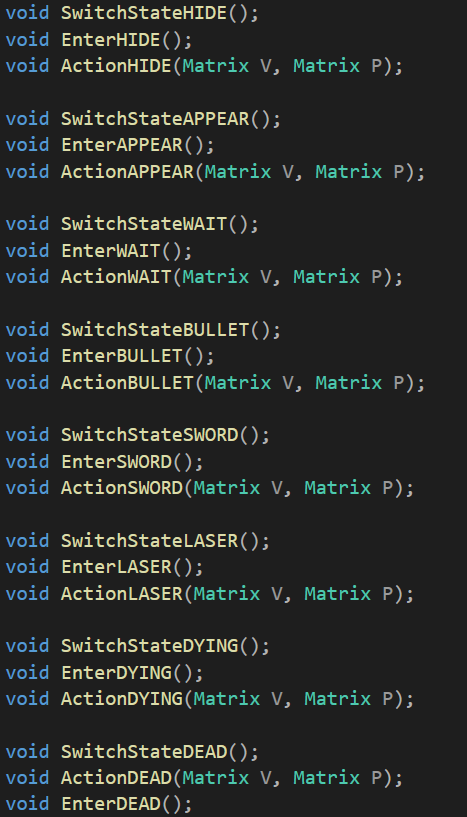 void SwitchStateHIDE();
void EnterHIDE();
void ActionHIDE(Matrix V, Matrix P);
void SwitchStateAPPEAR();
void EnterAPPEAR();
void ActionAPPEAR(Matrix V, Matrix P);
void SwitchStateWAIT();
void EnterWAIT();
void ActionWAIT(Matrix V, Matrix P);
void SwitchStateBULLET();
void EnterBULLET();
void ActionBULLET(Matrix V, Matrix P);
void SwitchStateSWORD();
void EnterSWORD();
void ActionSWORD(Matrix V, Matrix P);
void SwitchStateLASER();
void EnterLASER();
void ActionLASER(Matrix V, Matrix P);
void SwitchStateDYING();
void EnterDYING();
void ActionDYING(Matrix V, Matrix P);
void SwitchStateDEAD();
void ActionDEAD(Matrix V, Matrix P);
void EnterDEAD();